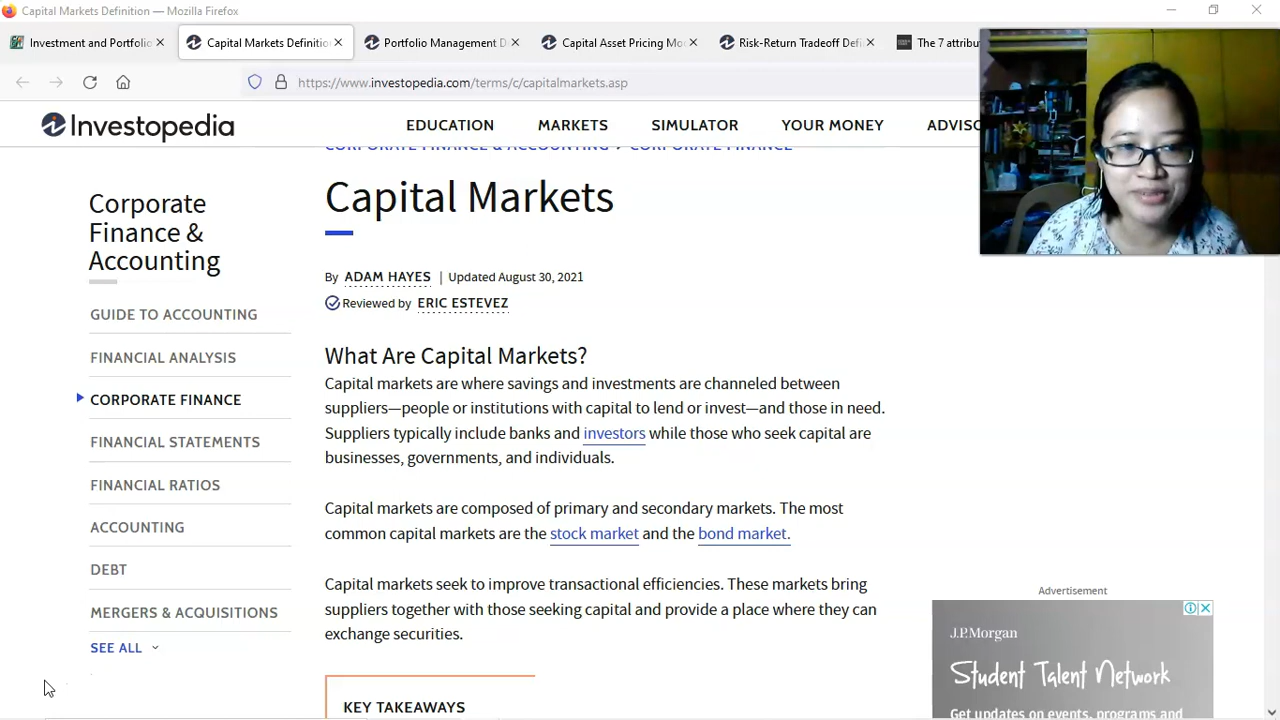 Capital Markets Definition — Mozilla Firefox
Investment and Portfolio
Capital Markets Definitio
Portfolio Management D
Capital Asset Pricing Mo
Risk-Return Tradeoff Defi
The 7 attribu
https://www.investopedia.com/terms/c/capitalmarkets.asp
Investopedia
EDUCATION
MARKETS
SIMULATOR
YOUR MONEY
ADVISO
CORPORATE FINANCE & ACCOUNTING › CORPORATE FINANCE
Corporate
Finance &
Accounting
GUIDE TO ACCOUNTING
FINANCIAL ANALYSIS
CORPORATE FINANCE
FINANCIAL STATEMENTS
FINANCIAL RATIOS
ACCOUNTING
DEBT
MERGERS & ACQUISITIONS
SEE ALL
Capital Markets
By ADAM HAYES | Updated August 30, 2021
Reviewed by ERIC ESTEVEZ
What Are Capital Markets?
Capital markets are where savings and investments are channeled between
suppliers—people or institutions with capital to lend or invest—and those in need.
Suppliers typically include banks and investors while those who seek capital are
businesses, governments, and individuals.
Capital markets are composed of primary and secondary markets. The most
common capital markets are the stock market and the bond market.
Capital markets seek to improve transactional efficiencies. These markets bring
suppliers together with those seeking capital and provide a place where they can
exchange securities.
KEY TAKEAWAYS
Advertisement
J.P.Morgan
Student Talent Network
Get updates on events, programs and